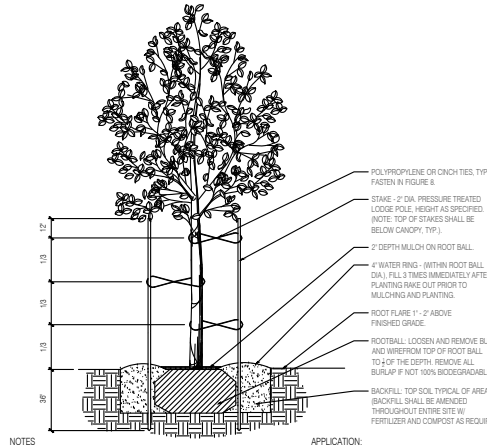 POLYPROPYLENE OR CINCH TIES, TYP
FASTEN IN FIGURE 8.
STAKE - 2" DIA. PRESSURE TREATED
LODGE POLE, HEIGHT AS SPECIFIED.
(NOTE: TOP OF STAKES SHALL BE
BELOW CANOPY, TYP.).
2" DEPTH MULCH ON ROOT BALL.
4" WATER RING - (WITHIN ROOT BALL
DIA.), FILL 3 TIMES IMMEDIATELY AFTE
PLANTING RAKE OUT PRIOR TO
MULCHING AND PLANTING.
ROOT FLARE 1" - 2" ABOVE
FINISHED GRADE.
ROOTBALL: LOOSEN AND REMOVE BU
AND WIREFROM TOP OF ROOT BALL
OF THE DEPTH. REMOVE ALL
BURLAP IF NOT 100% BIODEGRADABL
BACKFILL: TOP SOIL TYPICAL OF AREA
(BACKFILL SHALL BE AMENDED
THROUGHOUT ENTIRE SITE W/
FERTILIZER AND COMPOST AS REQUIR
12"
1/3
1/3
1/3
36"
NOTES
APPLICATION: